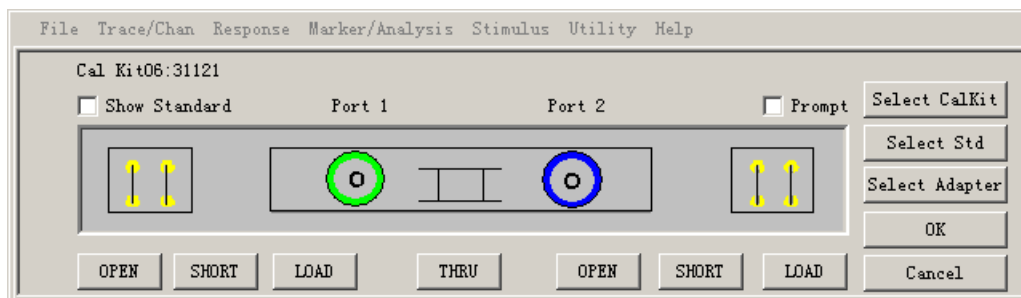 File Trace/Chan Response Marker/Analysis Stimulus Utility Help
Cal Kit06:31121
Show Standard Port 1 Port 2 Prompt
Select CalKit
Select Std
Select Adapter
OK
OPEN SHORT LOAD THRU OPEN SHORT LOAD Cancel